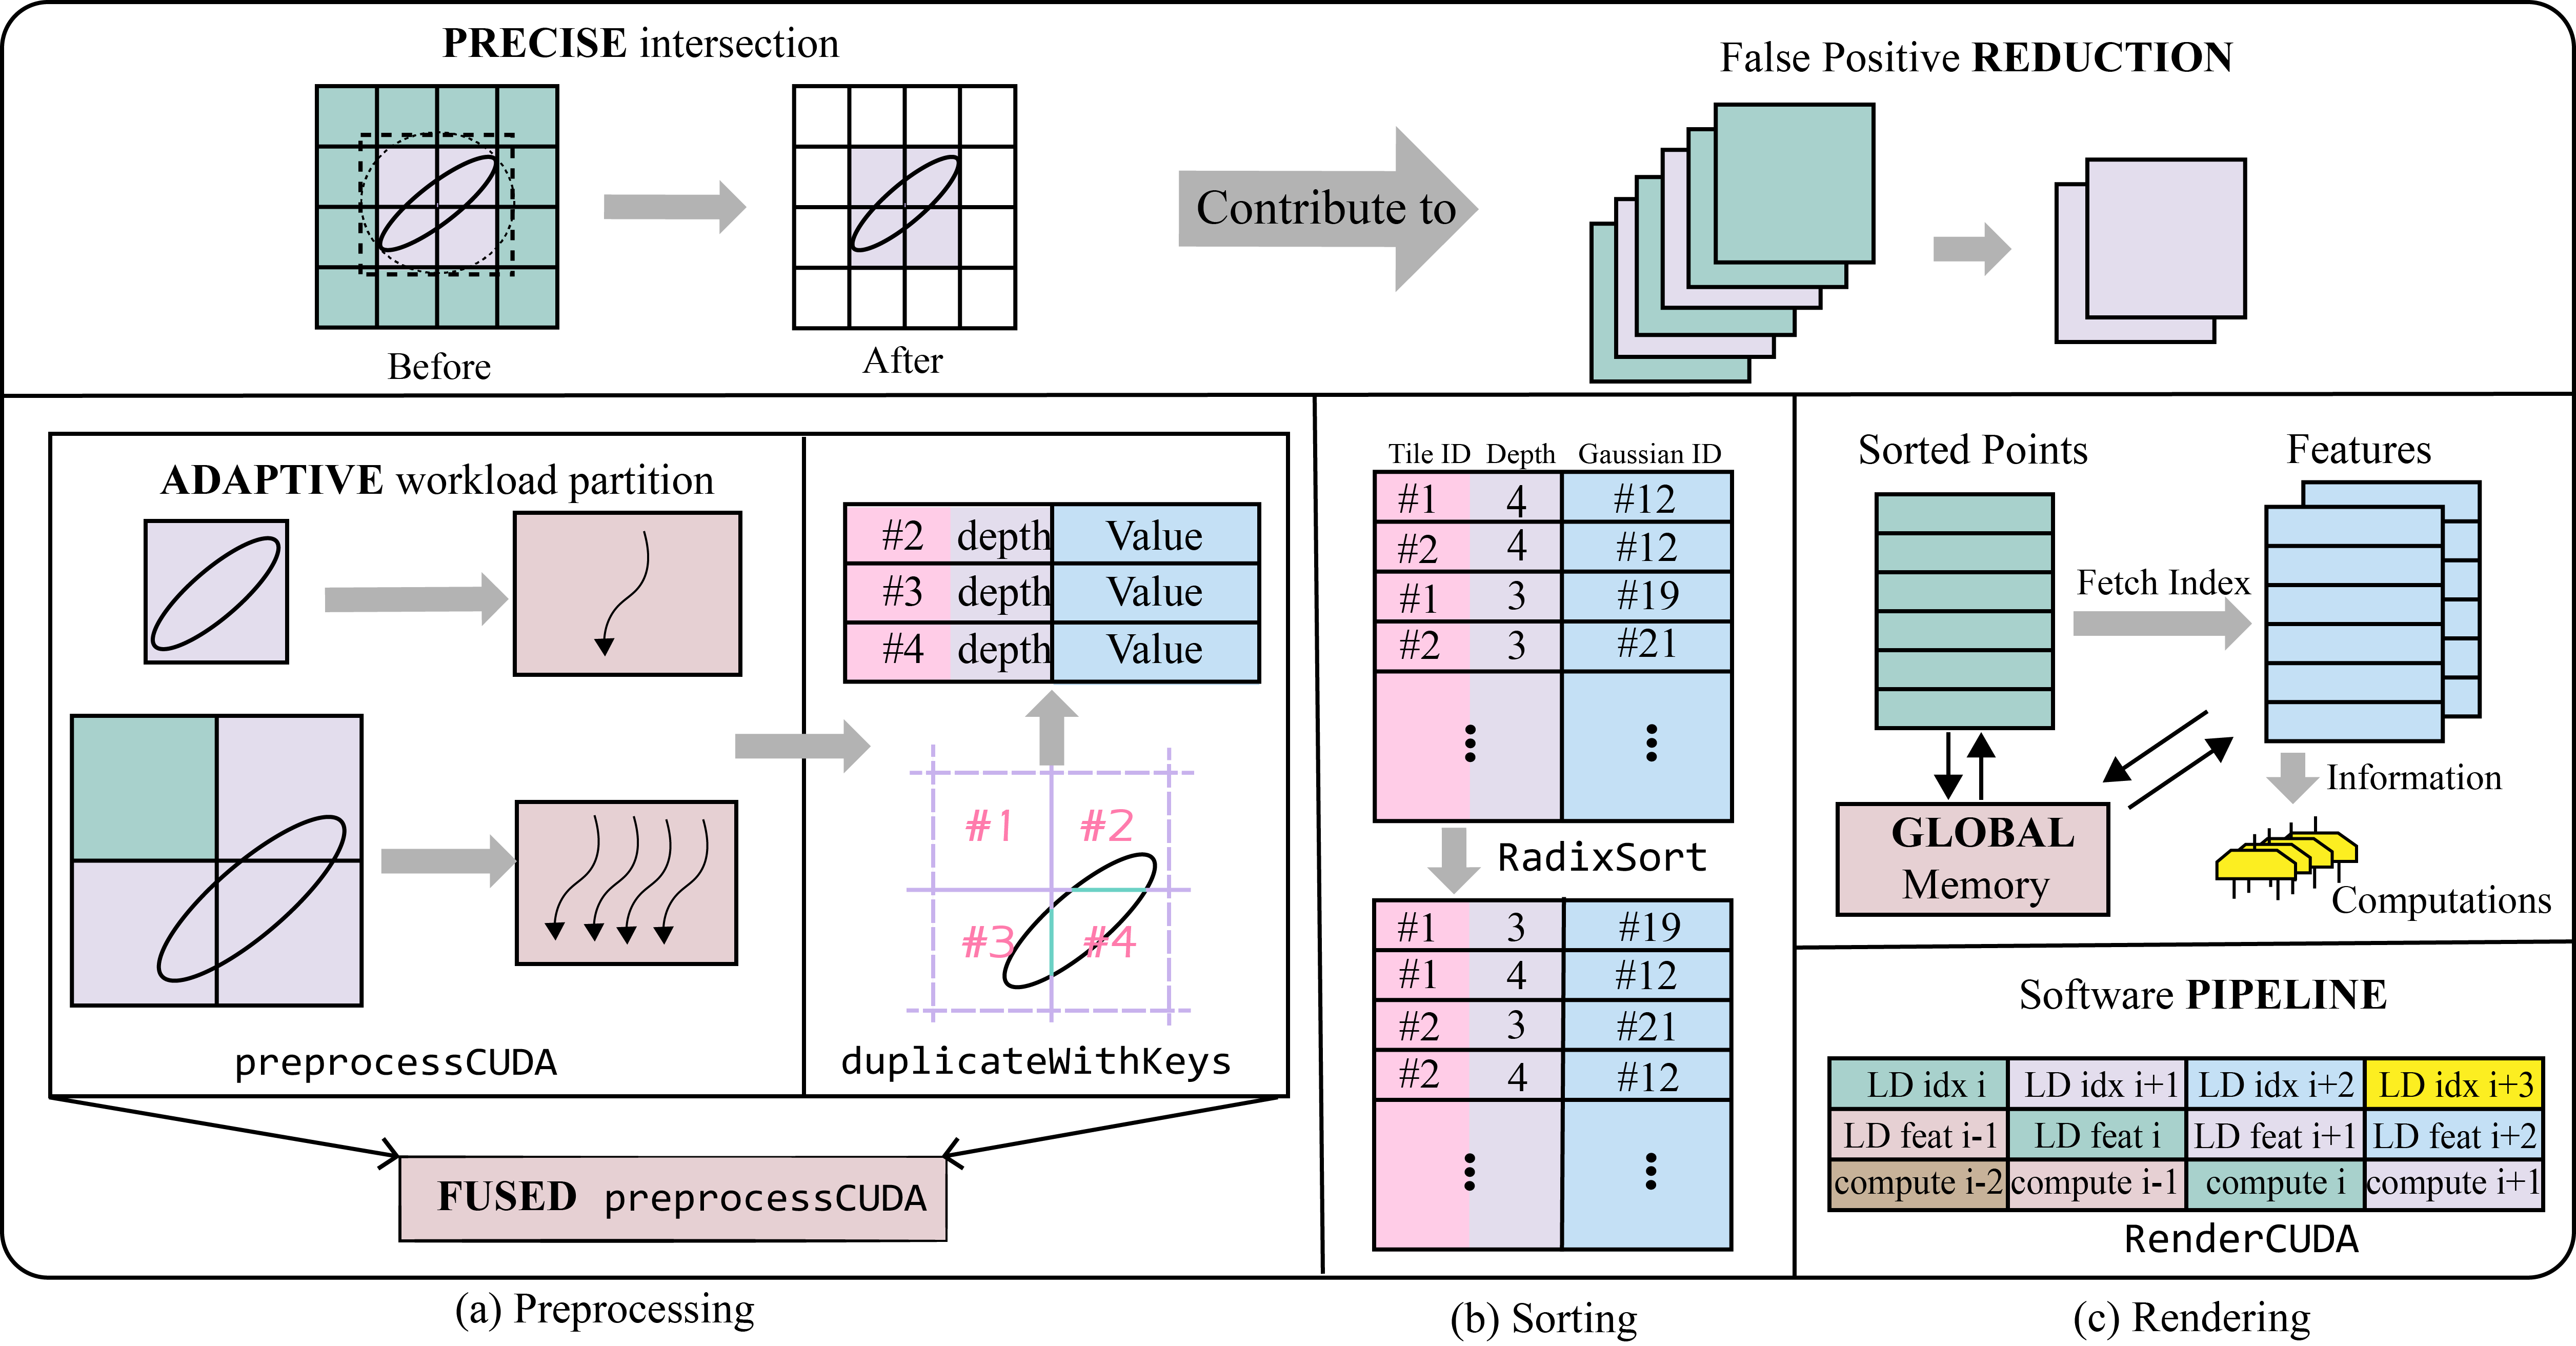 PRECISE intersection
Before
After
Contribute to
False Positive REDUCTION
ADAPTIVE workload partition
preprocessCUDA
#2 depth Value
#3 depth Value
#4 depth Value
#1 #2
#3 #4
duplicateWithKeys
FUSED preprocessCUDA
(a) Preprocessing
Tile ID Depth Gaussian ID
#1 4 #12
#2 4 #12
#1 3 #19
#2 3 #21
RadixSort
#1 3 #19
#1 4 #12
#2 3 #21
#2 4 #12
(b) Sorting
Sorted Points
Features
Fetch Index
Information
GLOBAL
Memory
Computations
Software PIPELINE
LD idx i LD idx i+1 LD idx i+2 LD idx i+3
LD feat i-1 LD feat i LD feat i+1 LD feat i+2
compute i-2 compute i-1 compute i compute i+1
RenderCUDA
(c) Rendering